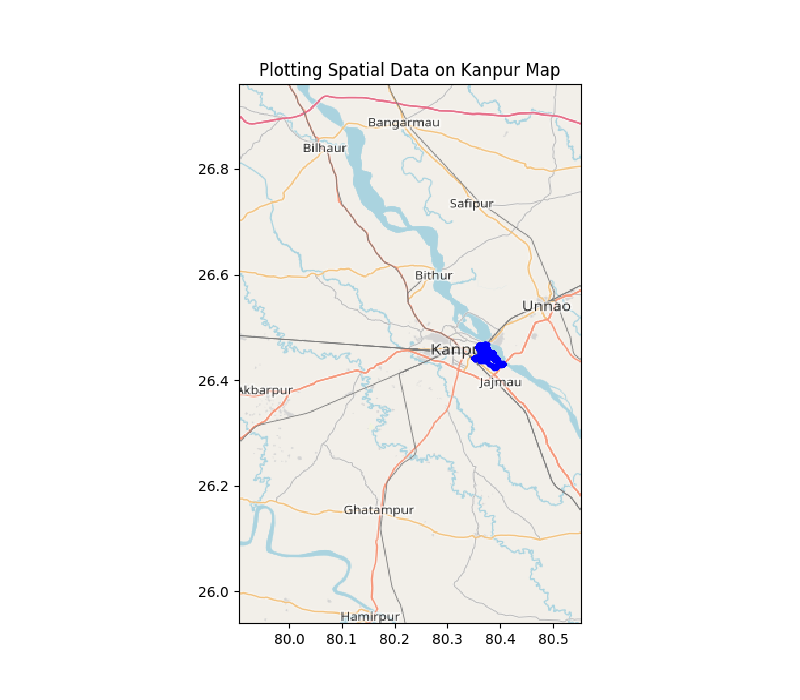 Plotting Spatial Data on Kanpur Map
Bangarmau
Bilhaur
26.8
Safipur
Bithur
26.6
Unnao
Kanp
26.4
Jajmau
Akbarpur
26.2
Ghatampur
26.0
Hamirpur
80.0 80.1 80.2 80.3 80.4 80.5